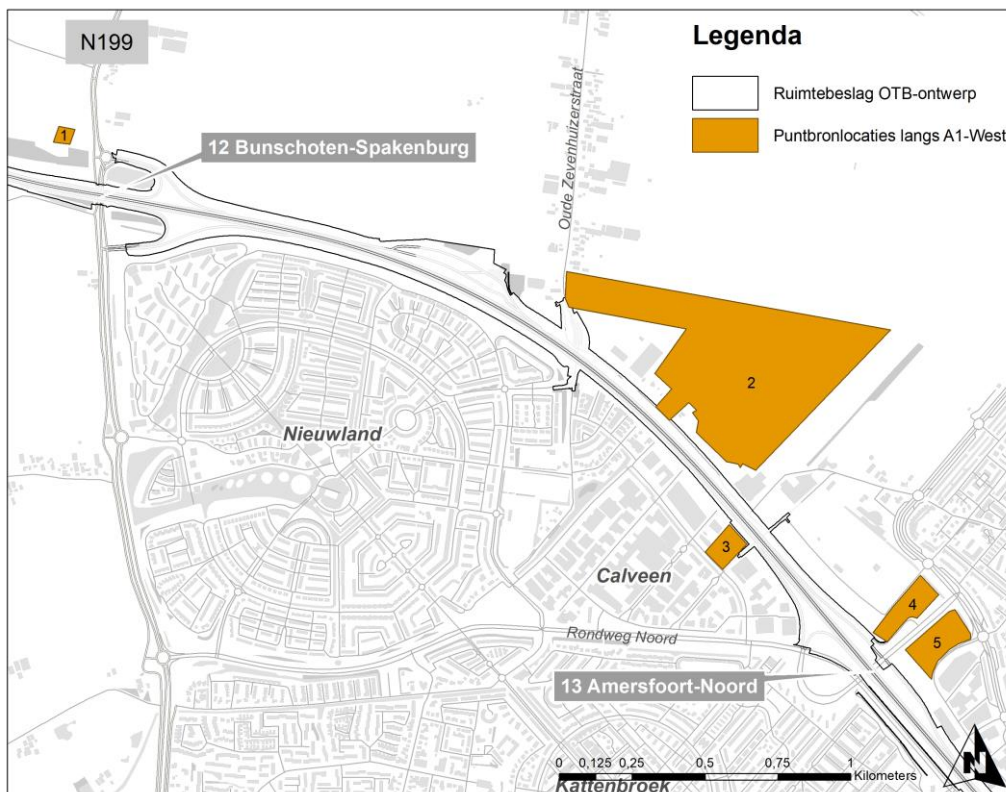 N199
Legenda
Ruimtebeslag OTB-ontwerp
Puntbronlocaties langs A1-West
1
12 Bunschoten-Spakenburg
Oude Zevenhuizerstraat
2
Nieuwland
3
Calveen
4
5
Rondweg Noord
13 Amersfoort-Noord
N
0 0,125 0,25 0,5 0,75 1
Kilometers
Kattenbroek